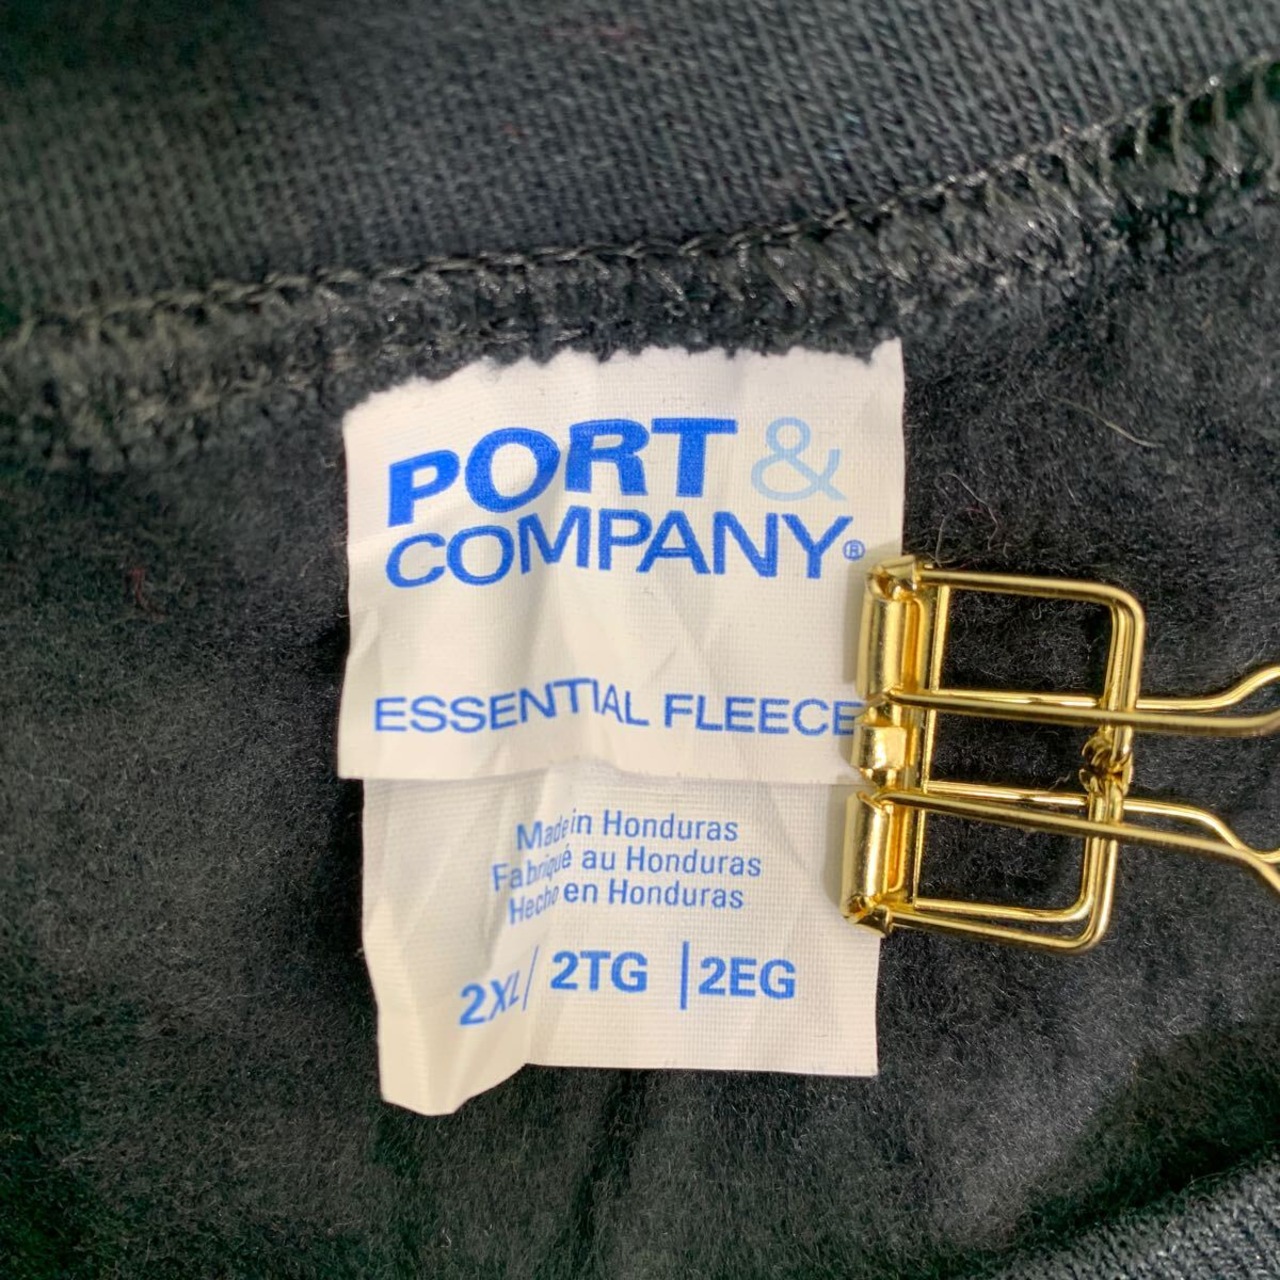 PORT &
COMPANY®
ESSENTIAL FLEECE
Made in Honduras
Fabriqué au Honduras
Hecho en Honduras
2XL/ 2TG | 2EG